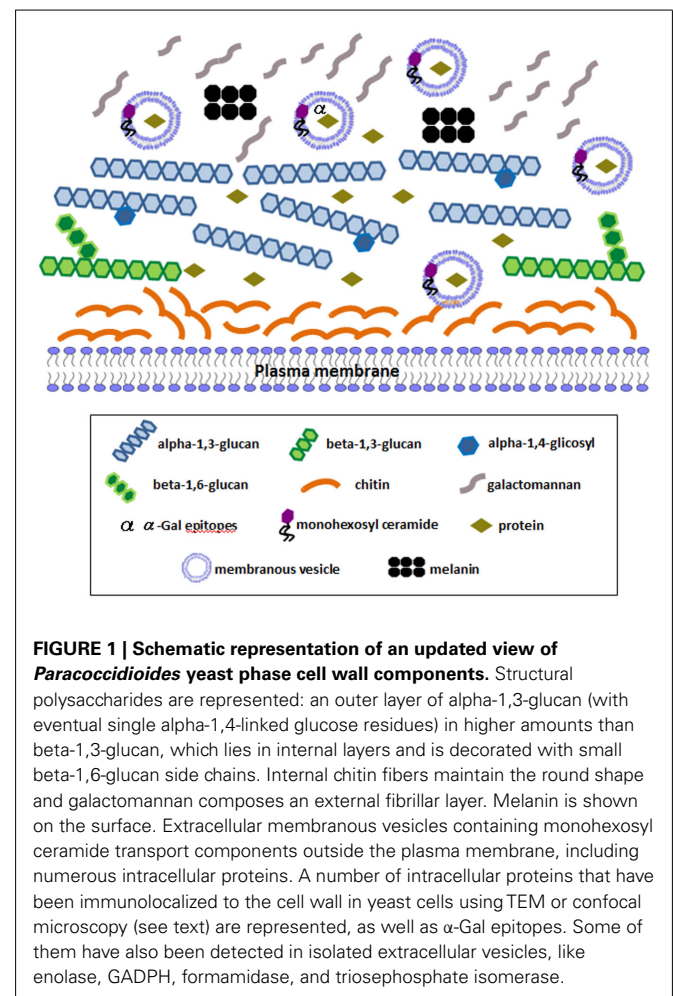 α
Plasma membrane
alpha-1,3-glucan beta-1,3-glucan alpha-1,4-glicosyl
beta-1,6-glucan chitin galactomannan
α α-Gal epitopes monohexosyl ceramide protein
membranous vesicle melanin
FIGURE 1 | Schematic representation of an updated view of
Paracoccidioides yeast phase cell wall components. Structural
polysaccharides are represented: an outer layer of alpha-1,3-glucan (with
eventual single alpha-1,4-linked glucose residues) in higher amounts than
beta-1,3-glucan, which lies in internal layers and is decorated with small
beta-1,6-glucan side chains. Internal chitin fibers maintain the round shape
and galactomannan composes an external fibrillar layer. Melanin is shown
on the surface. Extracellular membranous vesicles containing monohexosyl
ceramide transport components outside the plasma membrane, including
numerous intracellular proteins. A number of intracellular proteins that have
been immunolocalized to the cell wall in yeast cells using TEM or confocal
microscopy (see text) are represented, as well as α-Gal epitopes. Some of
them have also been detected in isolated extracellular vesicles, like
enolase, GADPH, formamidase, and triosephosphate isomerase.